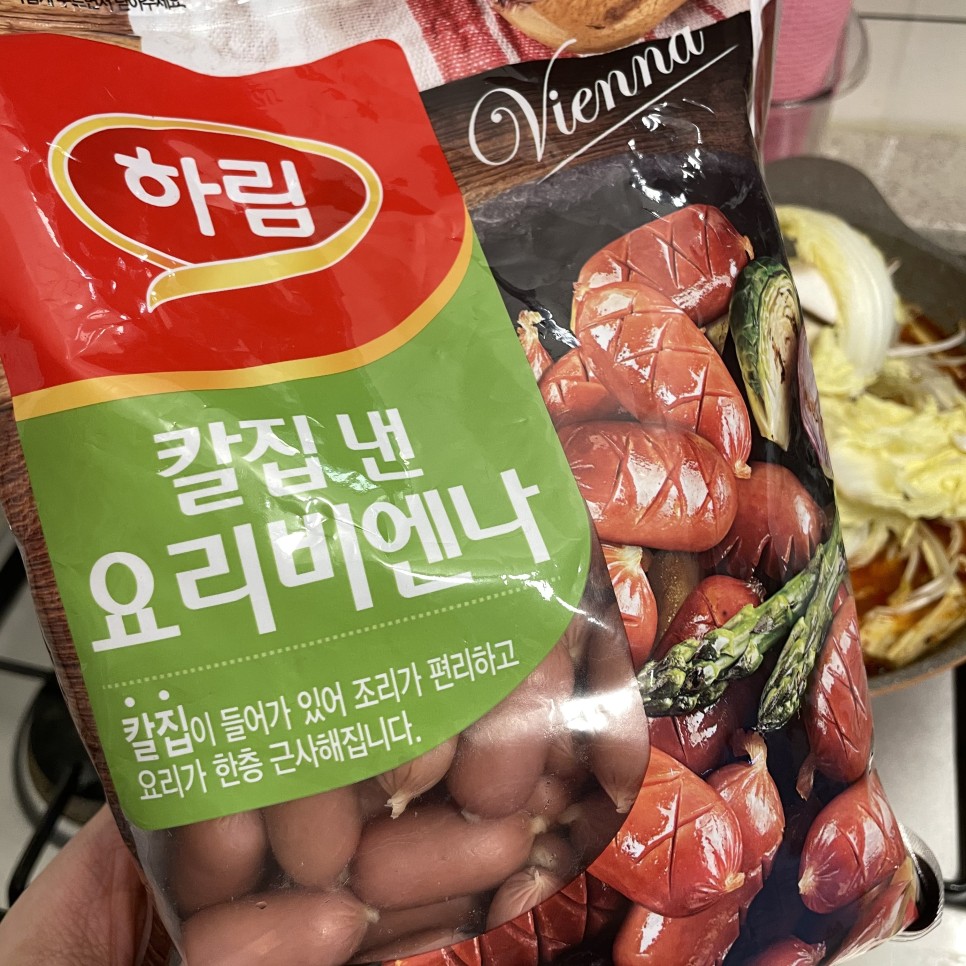 Vienna
하림
칼집 낸
요리비엔나
칼집이 들어가 있어 조리가 편리하고
요리가 한층 근사해집니다.